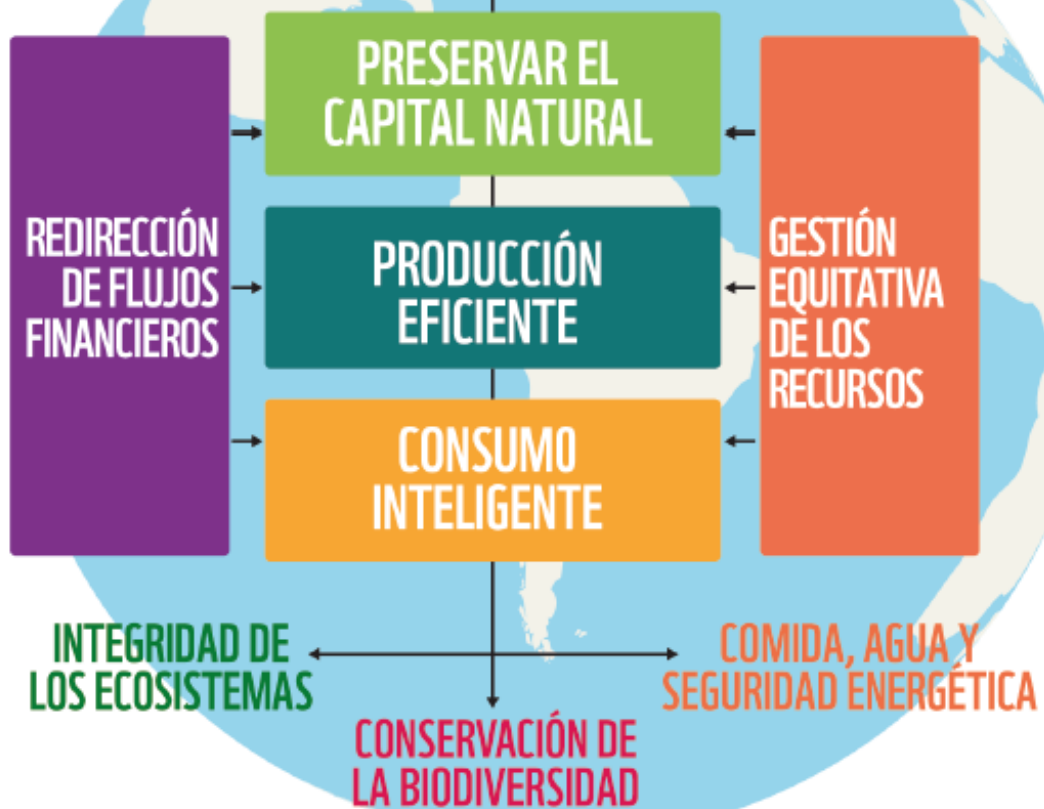 PRESERVAR EL
CAPITAL NATURAL
REDIRECCIÓN
DE FLUJOS
FINANCIEROS
PRODUCCIÓN
EFICIENTE
GESTIÓN
EQUITATIVA
DE LOS
RECURSOS
CONSUMO
INTELIGENTE
INTEGRIDAD DE
LOS ECOSISTEMAS
COMIDA, AGUA Y
SEGURIDAD ENERGÉTICA
CONSERVACIÓN DE
LA BIODIVERSIDAD